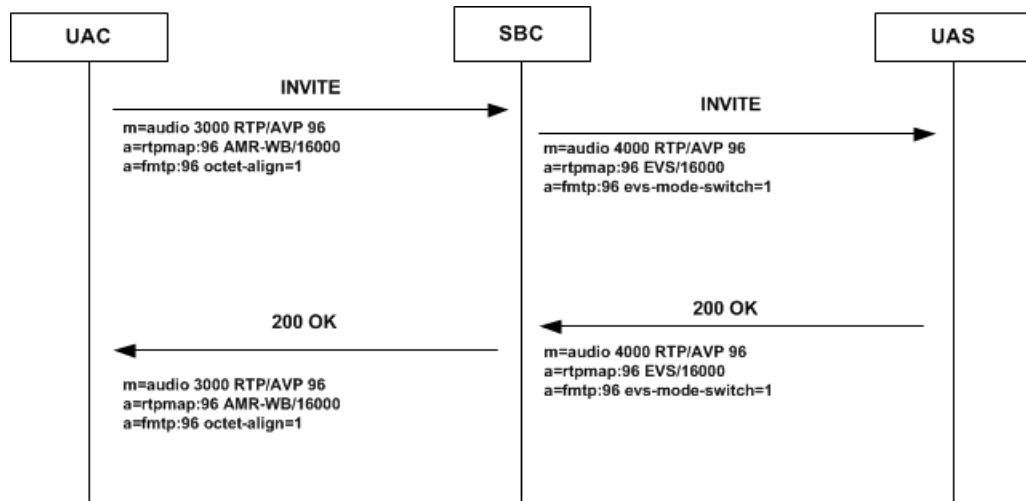 UAC
SBC
UAS
INVITE
m=audio 3000 RTP/AVP 96
a=rtpmap:96 AMR-WB/16000
a=fmtp:96 octet-align=1
INVITE
m=audio 4000 RTP/AVP 96
a=rtpmap:96 EVS/16000
a=fmtp:96 evs-mode-switch=1
200 OK
m=audio 4000 RTP/AVP 96
a=rtpmap:96 EVS/16000
a=fmtp:96 evs-mode-switch=1
200 OK
m=audio 3000 RTP/AVP 96
a=rtpmap:96 AMR-WB/16000
a=fmtp:96 octet-align=1